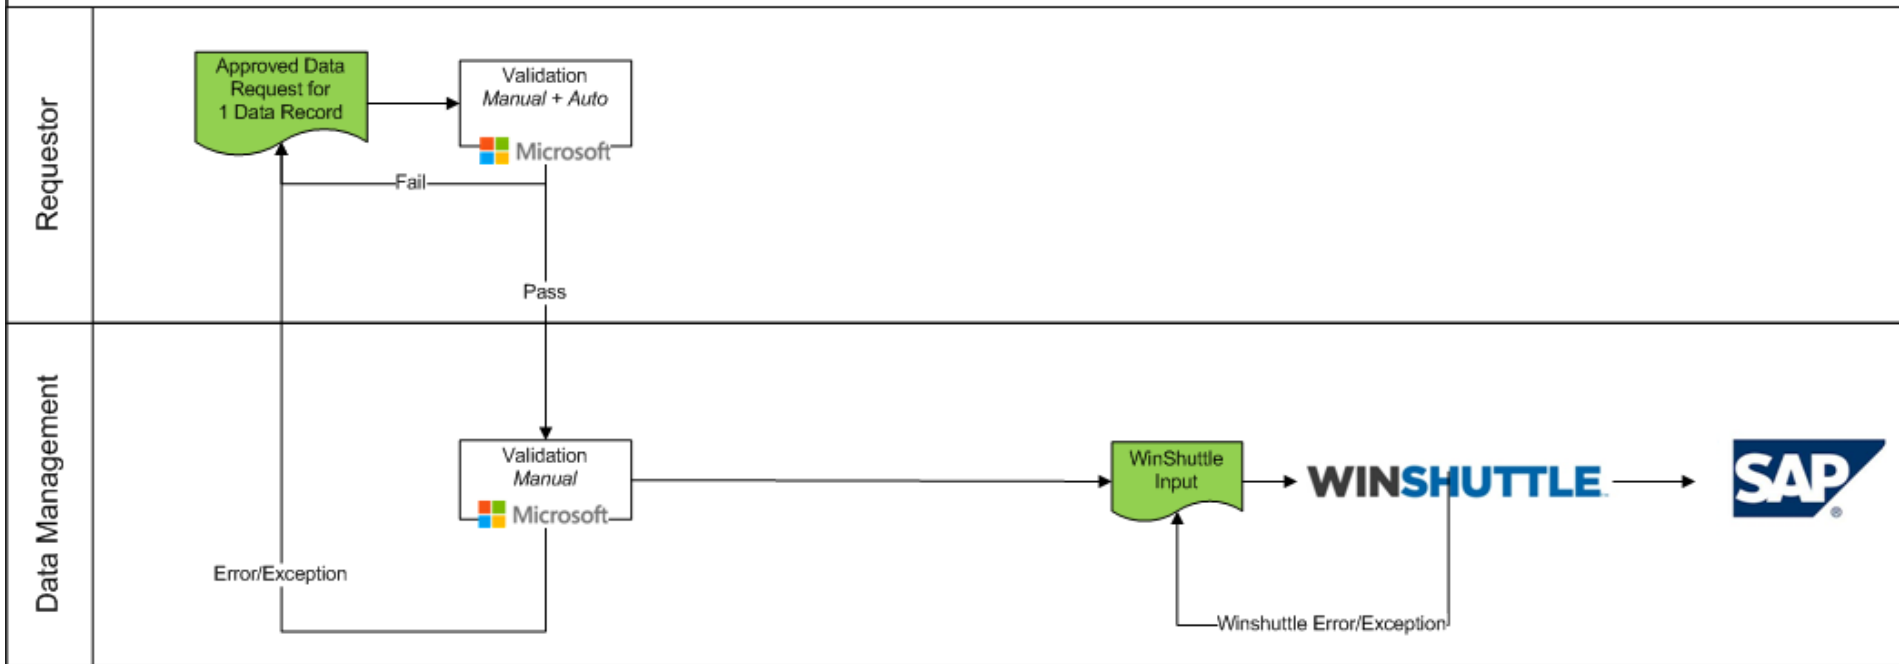 Requestor
Approved Data
Request for
1 Data Record
Validation
Manual + Auto
Microsoft
Fail
Pass
Data Management
Validation
Manual
Microsoft
Error/Exception
WinShuttle
Input
WINSHUTTLE
SAP®
Winshuttle Error/Exception